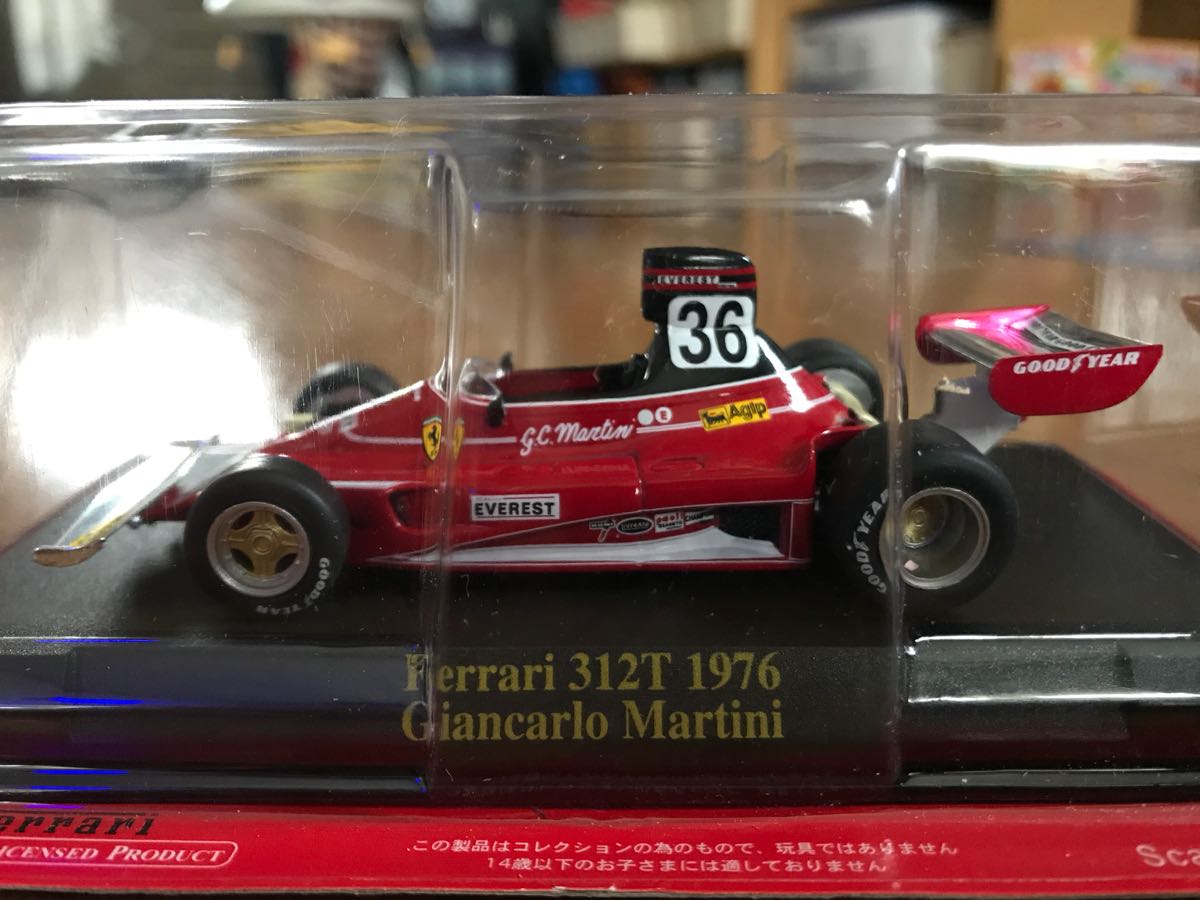 EVEREST
36
GOODYEAR
G.C. Martini
E
Agip
EVEREST
GOODYEAR
GOODYEAR
Ferrari 312T 1976
Giancarlo Martini
errari
LICENSED PRODUCT
この製品はコレクションの為のもので、玩具ではありません
14歳以下のお子さまには適しておりません
Sca